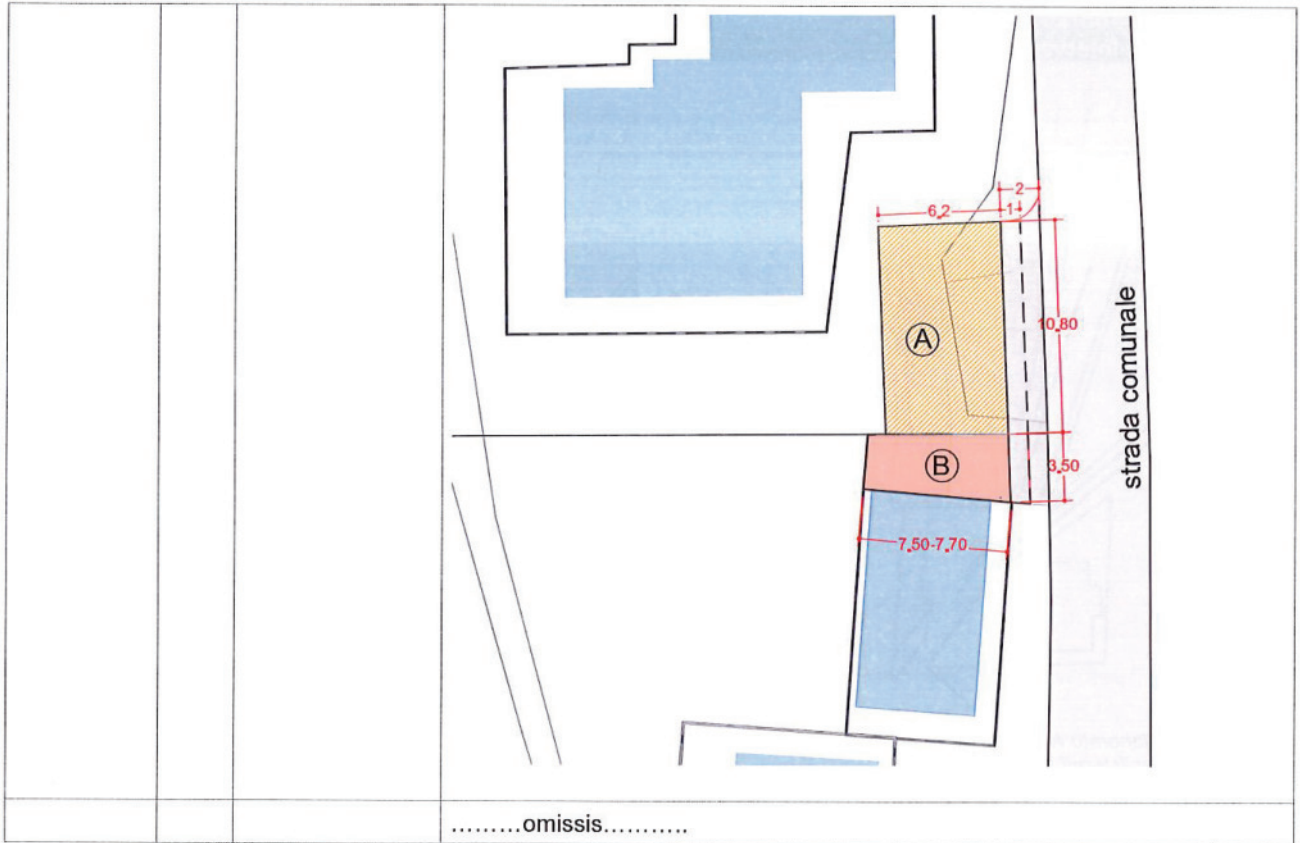 2
6,2
1
10,80
A
strada comunale
B
3,50
7,50-7,70
.........omissis...........